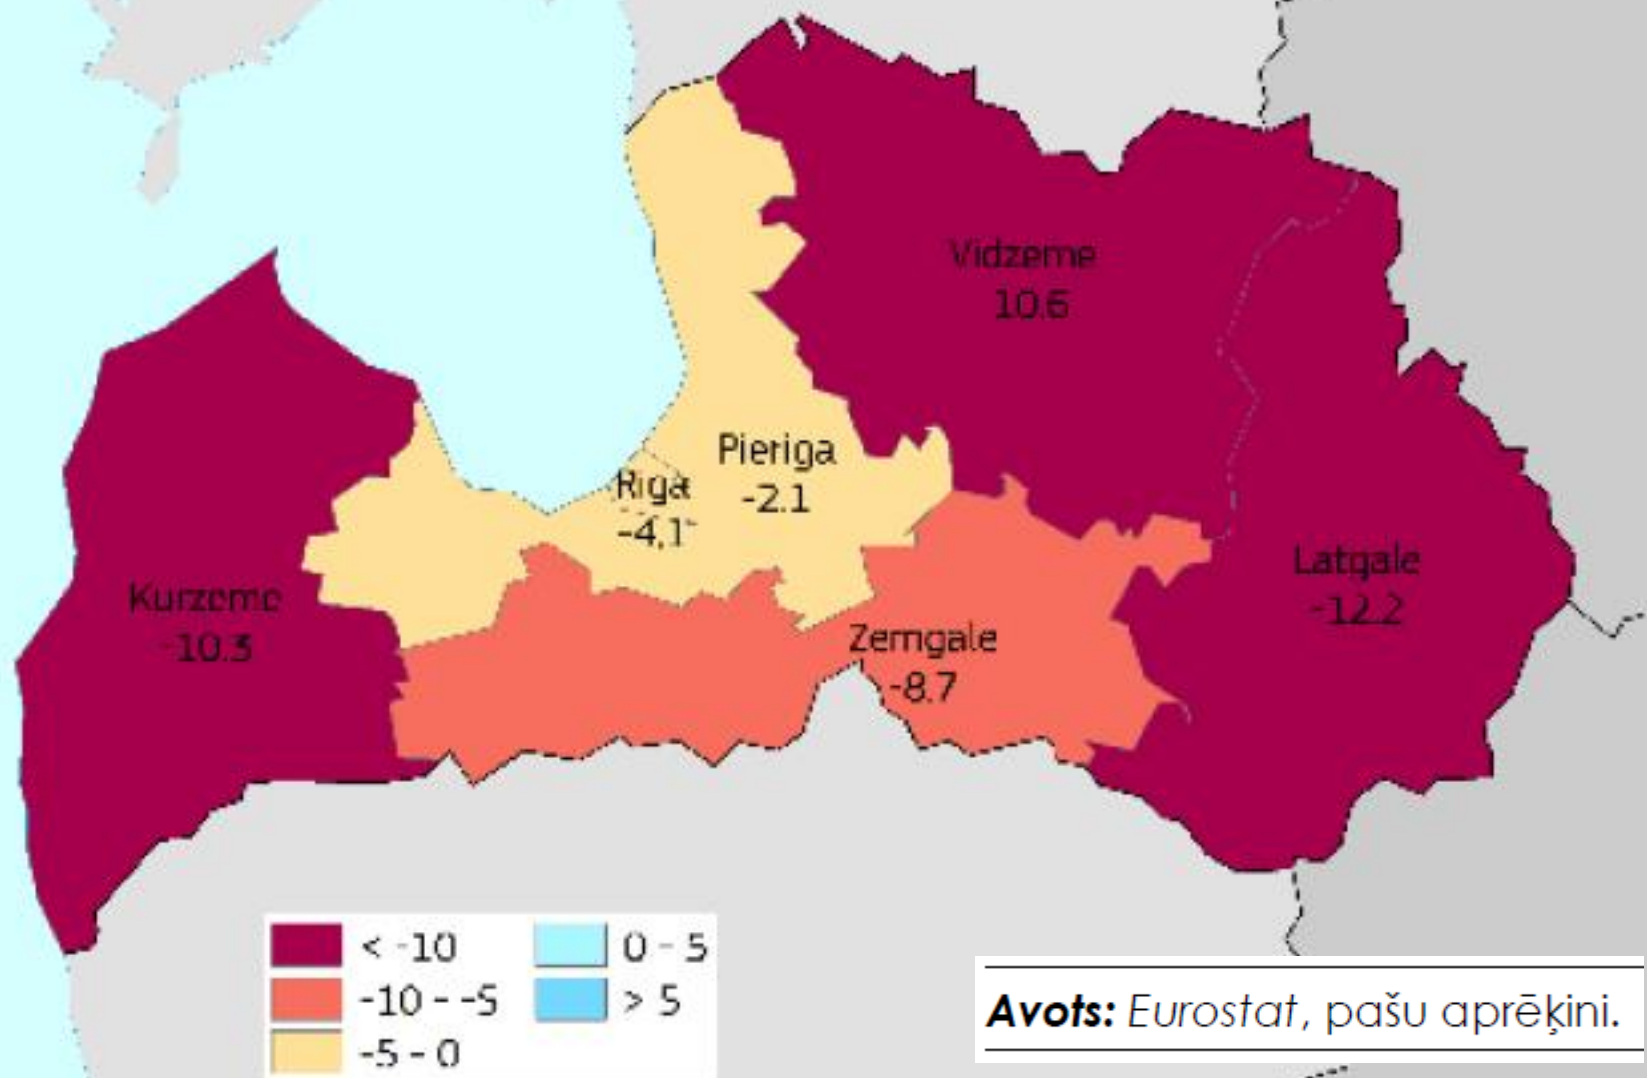 Vidzeme
10.6
Pieriga
-2.1
Riga
-4.1
Latgale
-12.2
Kurzeme
-10.3
Zemgale
-8.7
< -10
-10 - -5
-5 - 0
0 - 5
> 5
Avots: Eurostat, pašu aprēķini.